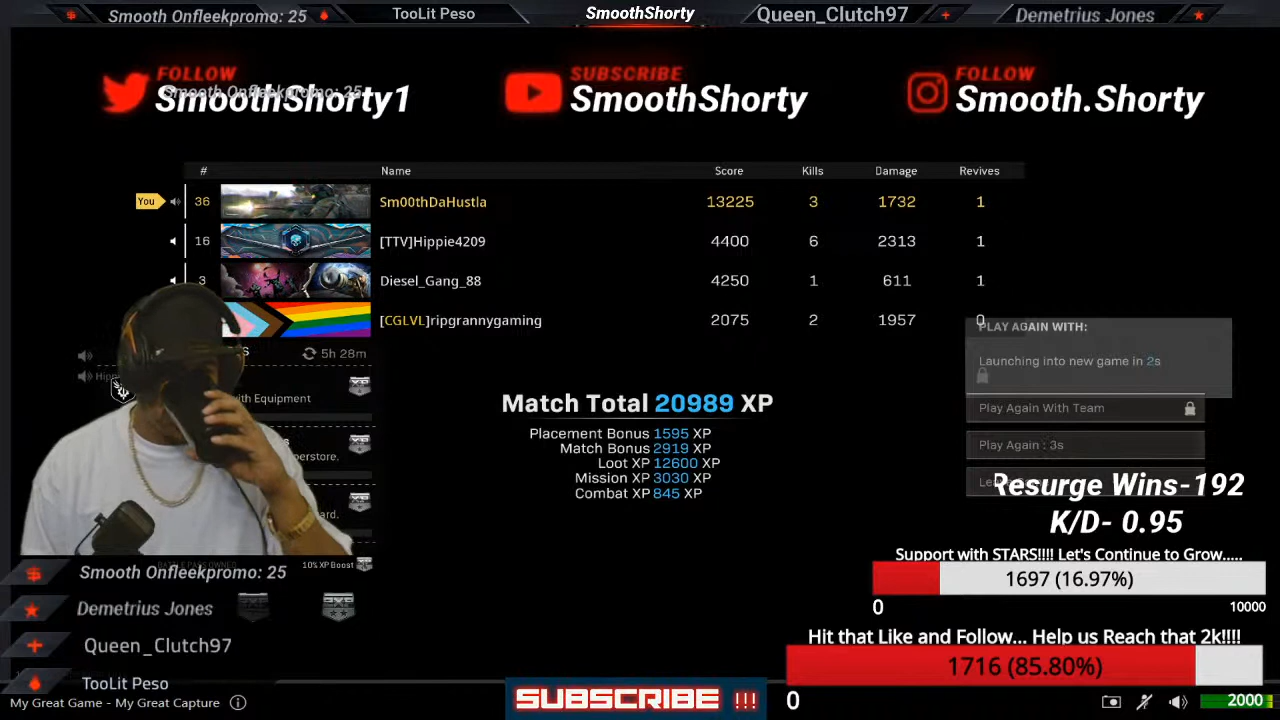 Smooth Onfleekpromo: 25
TooLit Peso
SmoothShorty
Queen_Clutch97
Demetrius Jones
FOLLOW
SmoothShorty1
Smooth Onfleekpromo: 25
SUBSCRIBE
SmoothShorty
FOLLOW
Smooth.Shorty
# Name Score Kills Damage Revives
You 36 Sm00thDaHustla 13225 3 1732 1
16 [TTV]Hippie4209 4400 6 2313 1
3 Diesel_Gang_88 4250 1 611 1
[CGLVL]ripgrannygaming 2075 2 1957 0
5h 28m
with Equipment
PLAY AGAIN WITH:
Launching into new game in 2s
Play Again With Team
Play Again : 3s
Match Total 20989 XP
Placement Bonus 1595 XP
Match Bonus 2919 XP
Loot XP 12600 XP
Mission XP 3030 XP
Combat XP 845 XP
Resurge Wins-192
K/D- 0.95
Support with STARS!!!! Let's Continue to Grow.....
1697 (16.97%)
0 10000
Hit that Like and Follow... Help us Reach that 2k!!!!
1716 (85.80%)
0 2000
10% XP Boost
Smooth Onfleekpromo: 25
Demetrius Jones
Queen_Clutch97
TooLit Peso
My Great Game - My Great Capture
SUBSCRIBE !!!